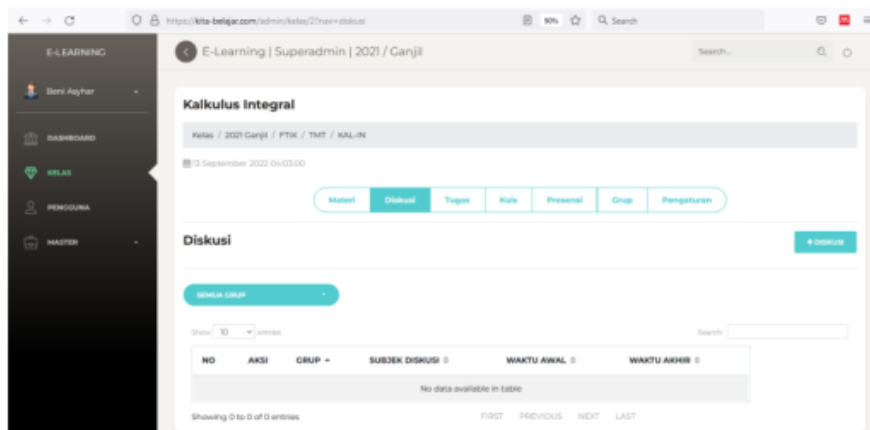 https://kita-belajar.com/admin/kelas/2?nav=diskusi
90%
Search
E-LEARNING
E-Learning | Superadmin | 2021 / Ganjil
Search...
Beni Asyhar
Kalkulus Integral
Kelas / 2021 Ganjil / FTIK / TMT / KAL-IN
DASHBOARD
13 September 2022 04:03:00
KELAS
Materi Diskusi Tugas Kuis Presensi Grup Pengaturan
PENGGUNA
MASTER
Diskusi
+ DISKUSI
SEMUA GRUP
Show 10 entries
Search:
NO AKSI GRUP SUBJEK DISKUSI WAKTU AWAL WAKTU AKHIR
No data available in table
Showing 0 to 0 of 0 entries
FIRST PREVIOUS NEXT LAST